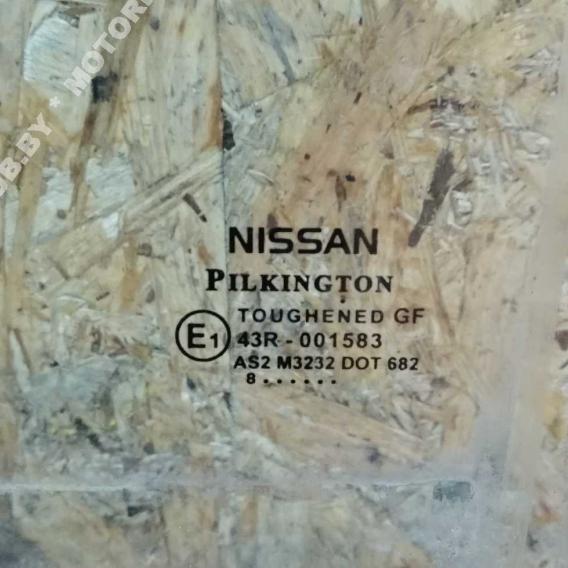 NISSAN
PILKINGTON
TOUGHENED GF
E1 43R-001583
AS2 M3232 DOT 682
8.......